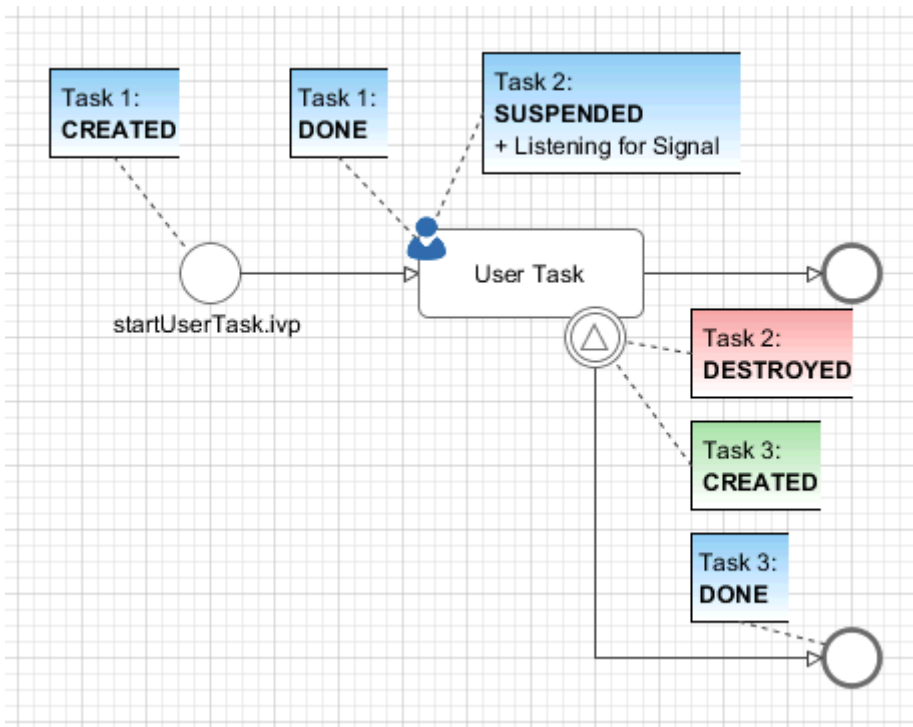 Task 1:
CREATED
Task 1:
DONE
Task 2:
SUSPENDED
+ Listening for Signal
User Task
startUserTask.ivp
Task 2:
DESTROYED
Task 3:
CREATED
Task 3:
DONE